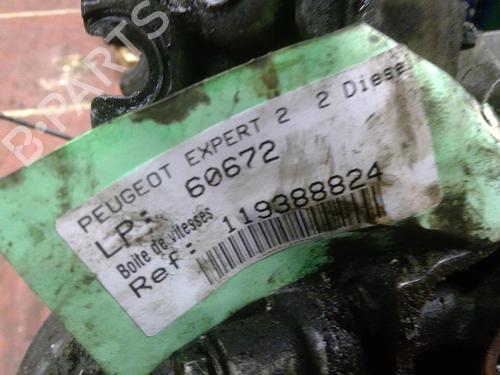 B-PARTS
PEUGEOT EXPERT 2 2 Diese
LP: 60672
Boite de vitesses
Ref: 119388824